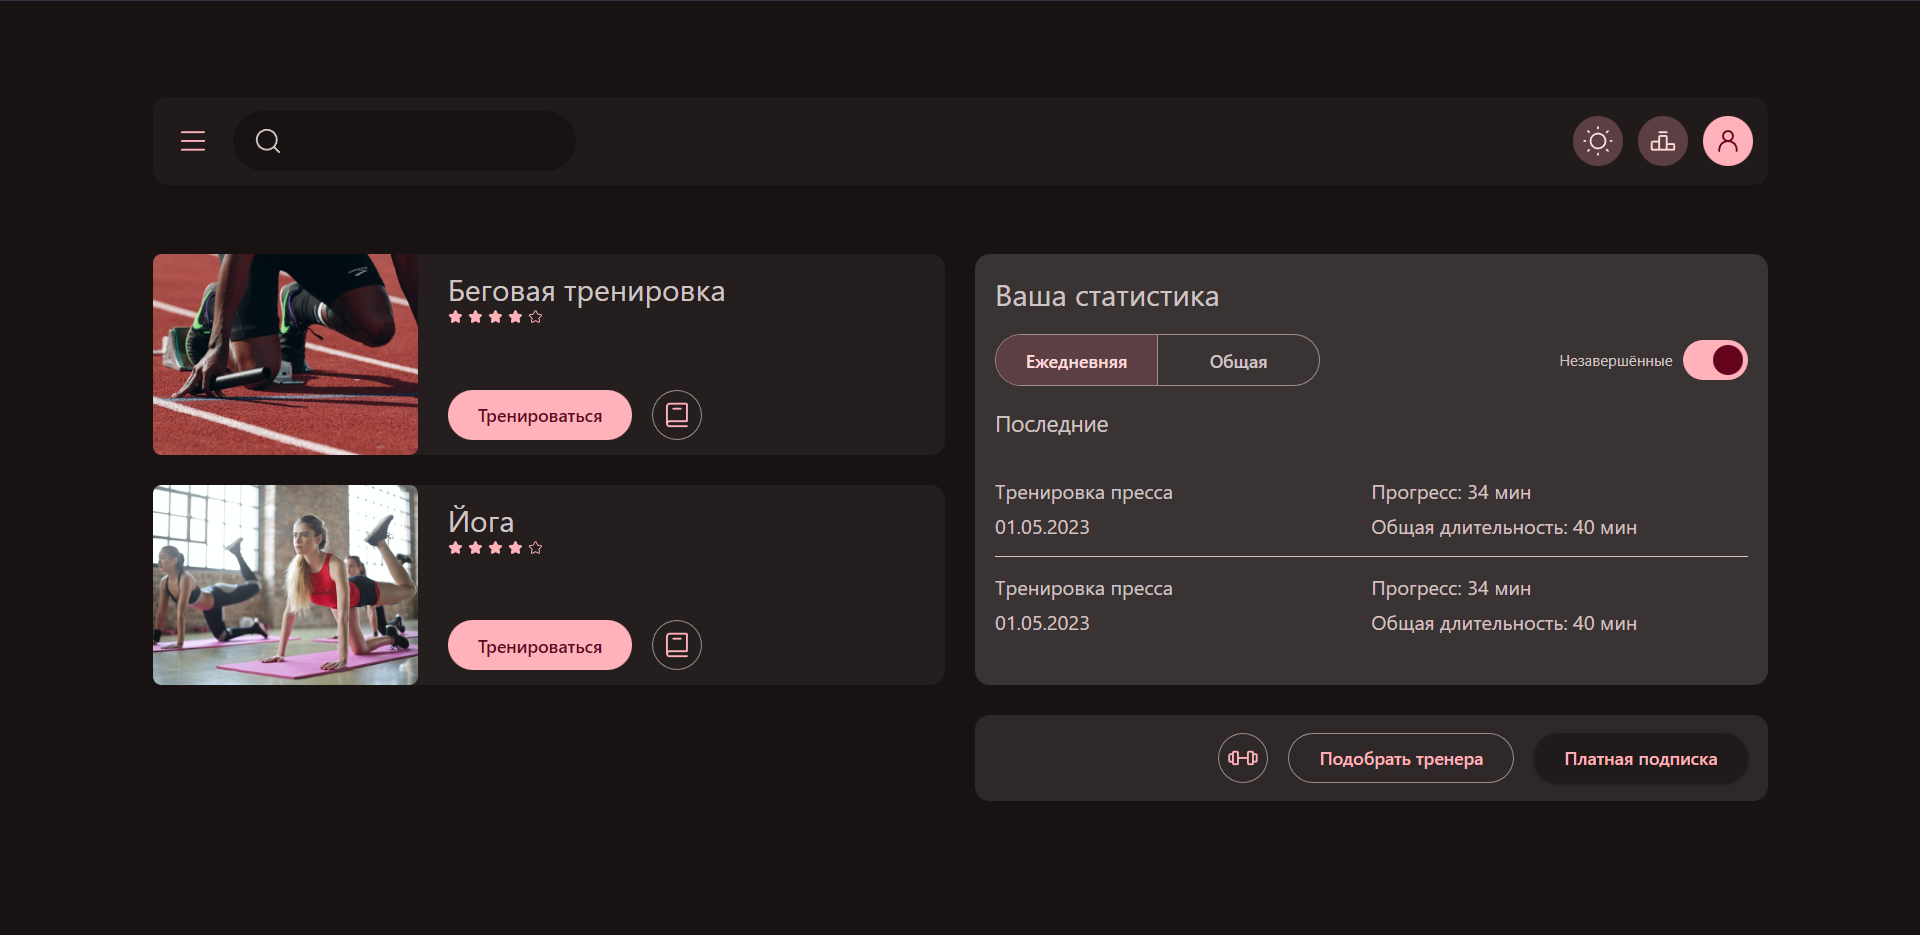 Беговая тренировка
Тренироваться
Йога
Тренироваться
Ваша статистика
Ежедневная
Общая
Незавершённые
Последние
Тренировка пресса
Прогресс: 34 мин
01.05.2023
Общая длительность: 40 мин
Тренировка пресса
Прогресс: 34 мин
01.05.2023
Общая длительность: 40 мин
Подобрать тренера
Платная подписка